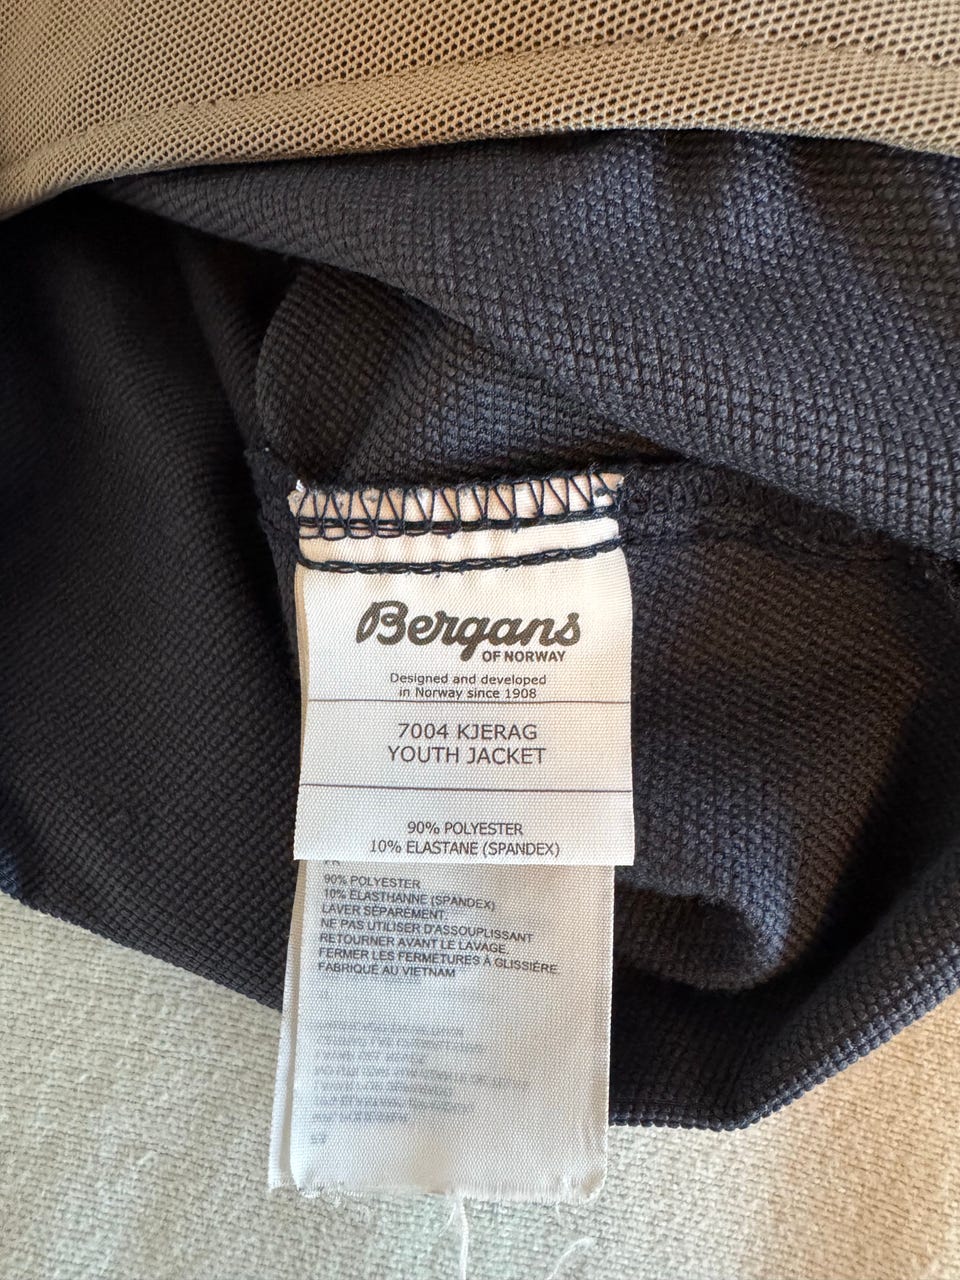 Bergans
OF NORWAY
Designed and developed
in Norway since 1908
7004 KJERAG
YOUTH JACKET
90% POLYESTER
10% ELASTANE (SPANDEX)
90% POLYESTER
10% ÉLASTHANNE (SPANDEX)
LAVER SÉPARÉMENT
NE PAS UTILISER D'ASSOUPLISSANT
RETOURNER AVANT LE LAVAGE
FERMER LES FERMETURES À GLISSIÈRE
FABRIQUÉ AU VIETNAM